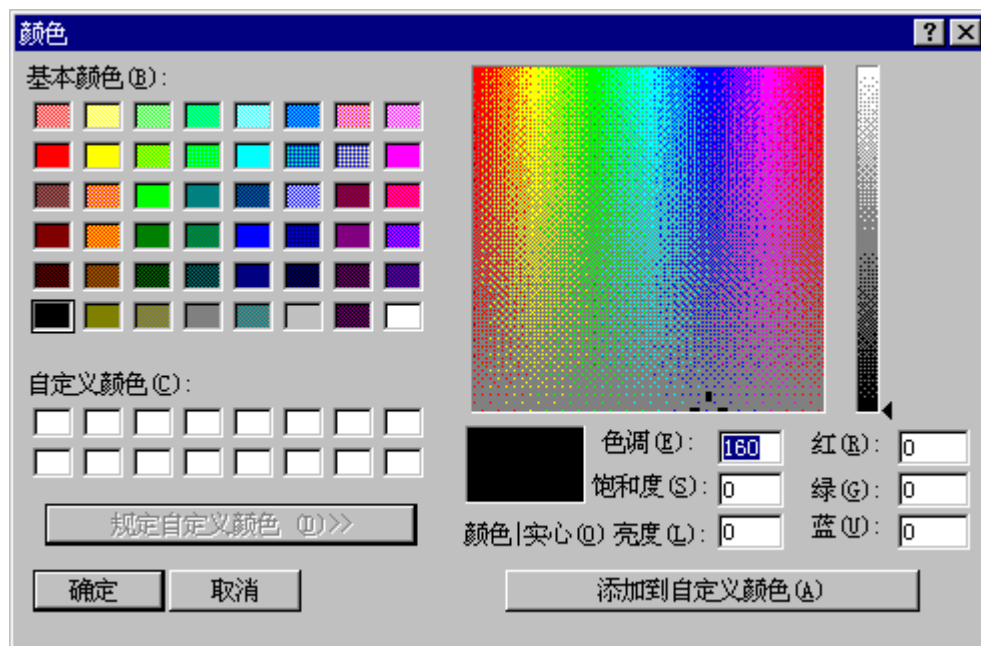 颜色
基本颜色(B):
自定义颜色(C):
规定自定义颜色 (D)>>
确定
取消
色调(E): 160
红(R): 0
饱和度(S): 0
绿(G): 0
颜色|实心(O) 亮度(L): 0
蓝(U): 0
添加到自定义颜色(A)